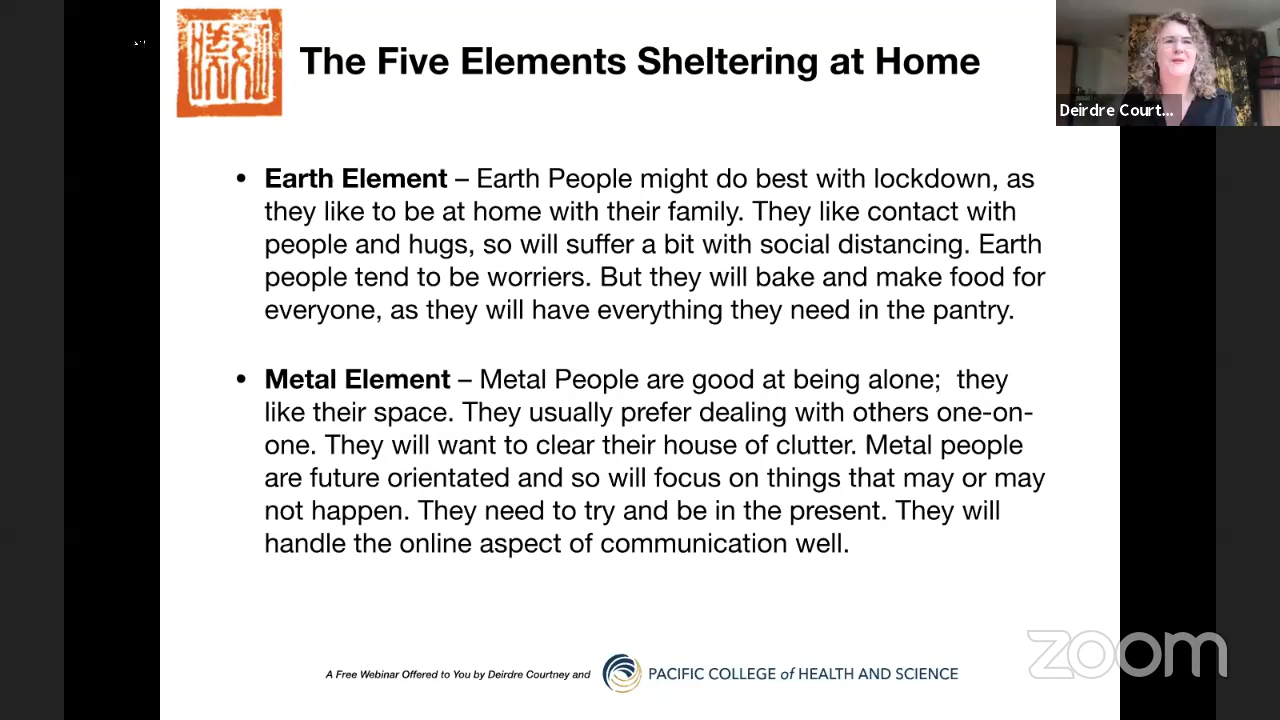 The Five Elements Sheltering at Home
Deirdre Court...
• Earth Element – Earth People might do best with lockdown, as
they like to be at home with their family. They like contact with
people and hugs, so will suffer a bit with social distancing. Earth
people tend to be worriers. But they will bake and make food for
everyone, as they will have everything they need in the pantry.
• Metal Element – Metal People are good at being alone;  they
like their space. They usually prefer dealing with others one-on-
one. They will want to clear their house of clutter. Metal people
are future orientated and so will focus on things that may or may
not happen. They need to try and be in the present. They will
handle the online aspect of communication well.
A Free Webinar Offered to You by Deirdre Courtney and
PACIFIC COLLEGE of HEALTH AND SCIENCE
zoom